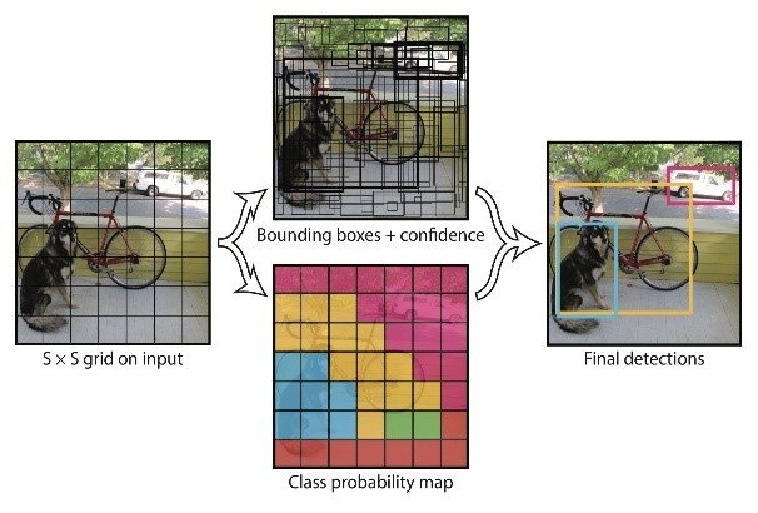 Bounding boxes + confidence
S × S grid on input
Final detections
Class probability map